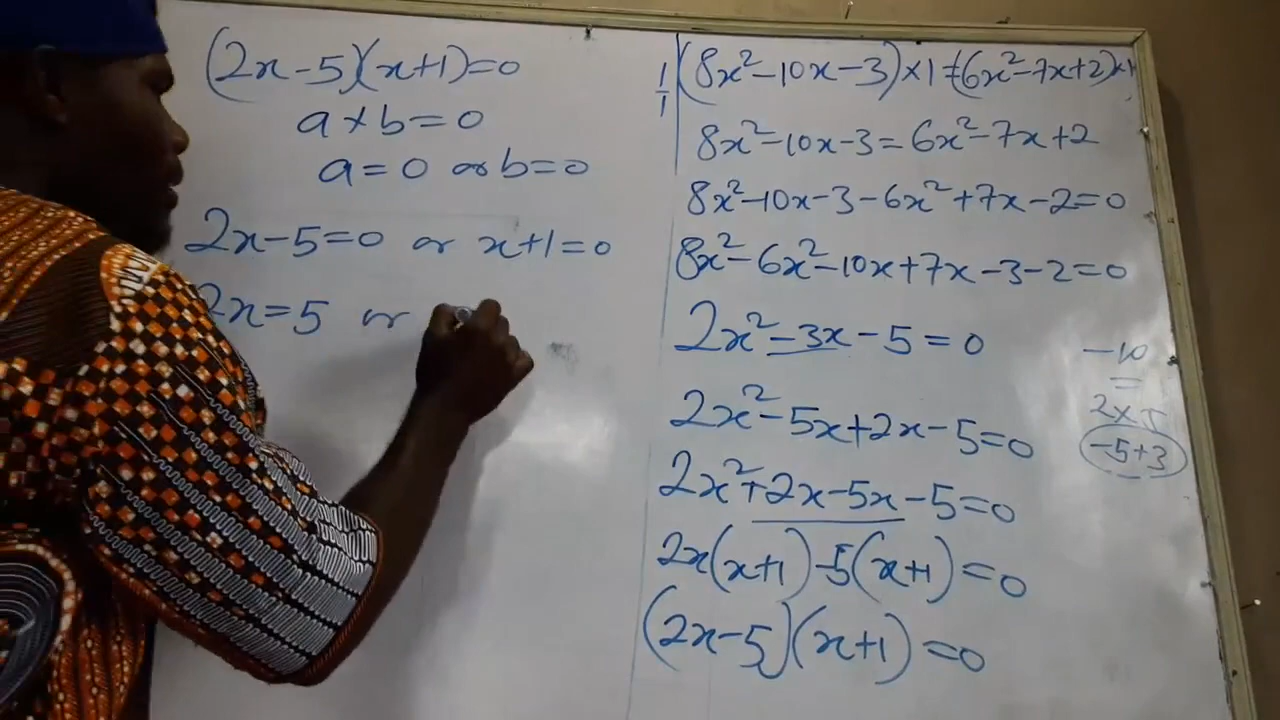 (2x-5)(x+1)=0
a×b=0
a=0 or b=0
2x-5=0 or x+1=0
2x=5 or
1/1 | (8x²-10x-3)×1=(6x²-7x+2)×1
8x²-10x-3=6x²-7x+2
8x²-10x-3-6x²+7x-2=0
8x²-6x²-10x+7x-3-2=0
2x²-3x-5=0
2x²-5x+2x-5=0
2x²+2x-5x-5=0
2x(x+1)-5(x+1)=0
(2x-5)(x+1)=0
-10
=
2×5
-5+3